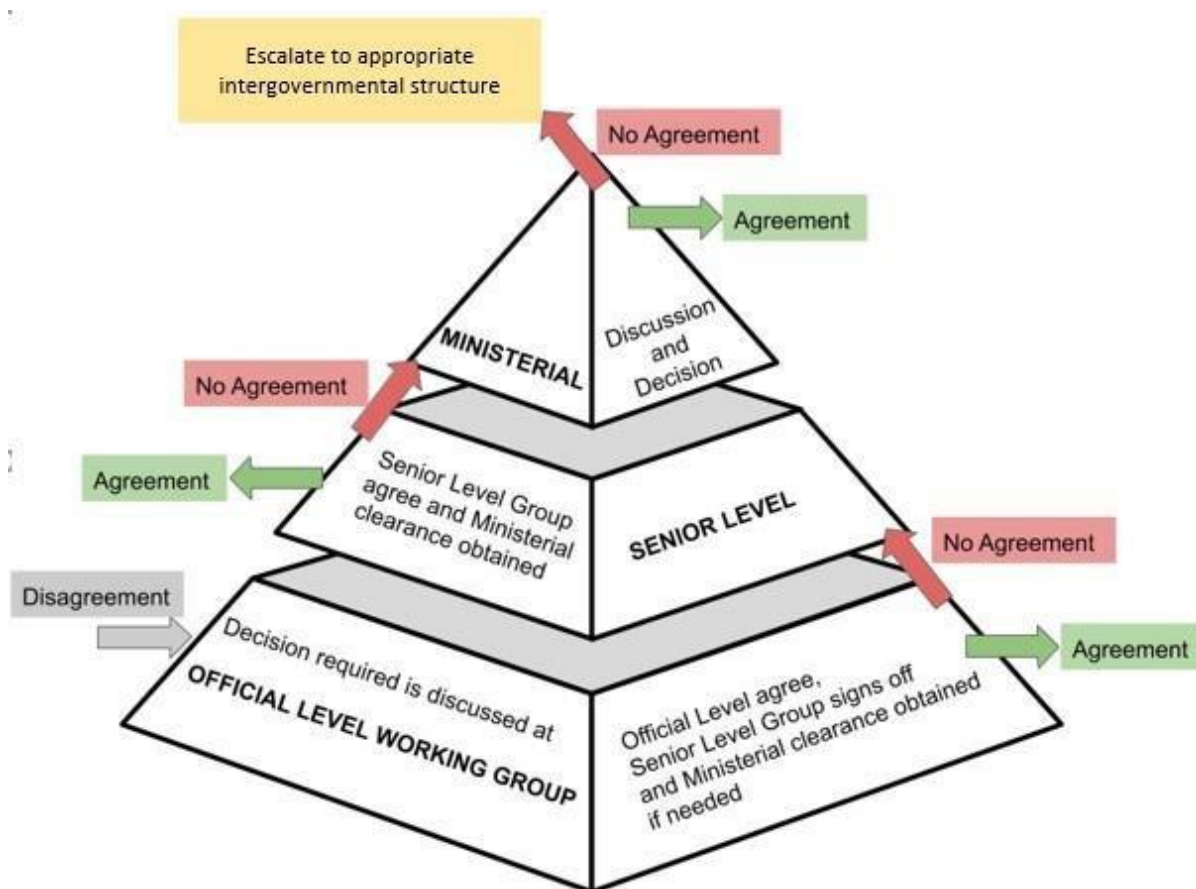 Escalate to appropriate
intergovernmental structure
No Agreement
Agreement
MINISTERIAL
Discussion
and
Decision
No Agreement
Agreement
Senior Level Group
agree and Ministerial
clearance obtained
SENIOR LEVEL
No Agreement
Agreement
Disagreement
Decision required is discussed at
OFFICIAL LEVEL WORKING GROUP
Official Level agree,
Senior Level Group signs off
and Ministerial clearance obtained
if needed